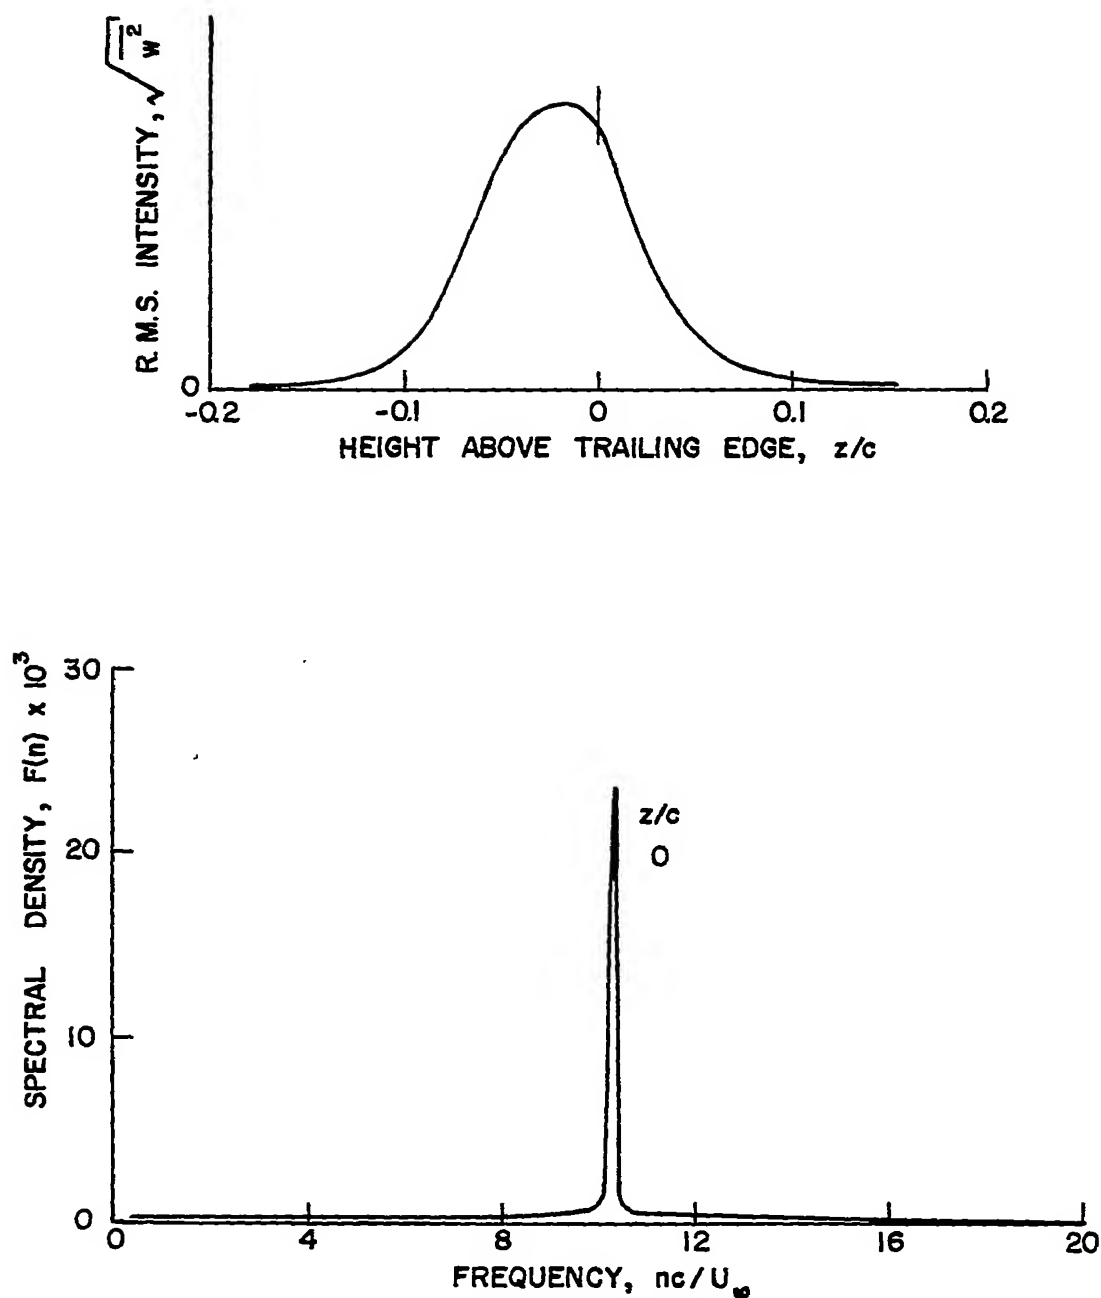 R.M.S. INTENSITY, √w²
0
-0.2 -0.1 0 0.1 0.2
HEIGHT ABOVE TRAILING EDGE, z/c
SPECTRAL DENSITY, F(n) x 10³
30
20
10
0
z/c
0
0 4 8 12 16 20
FREQUENCY, nc/U∞